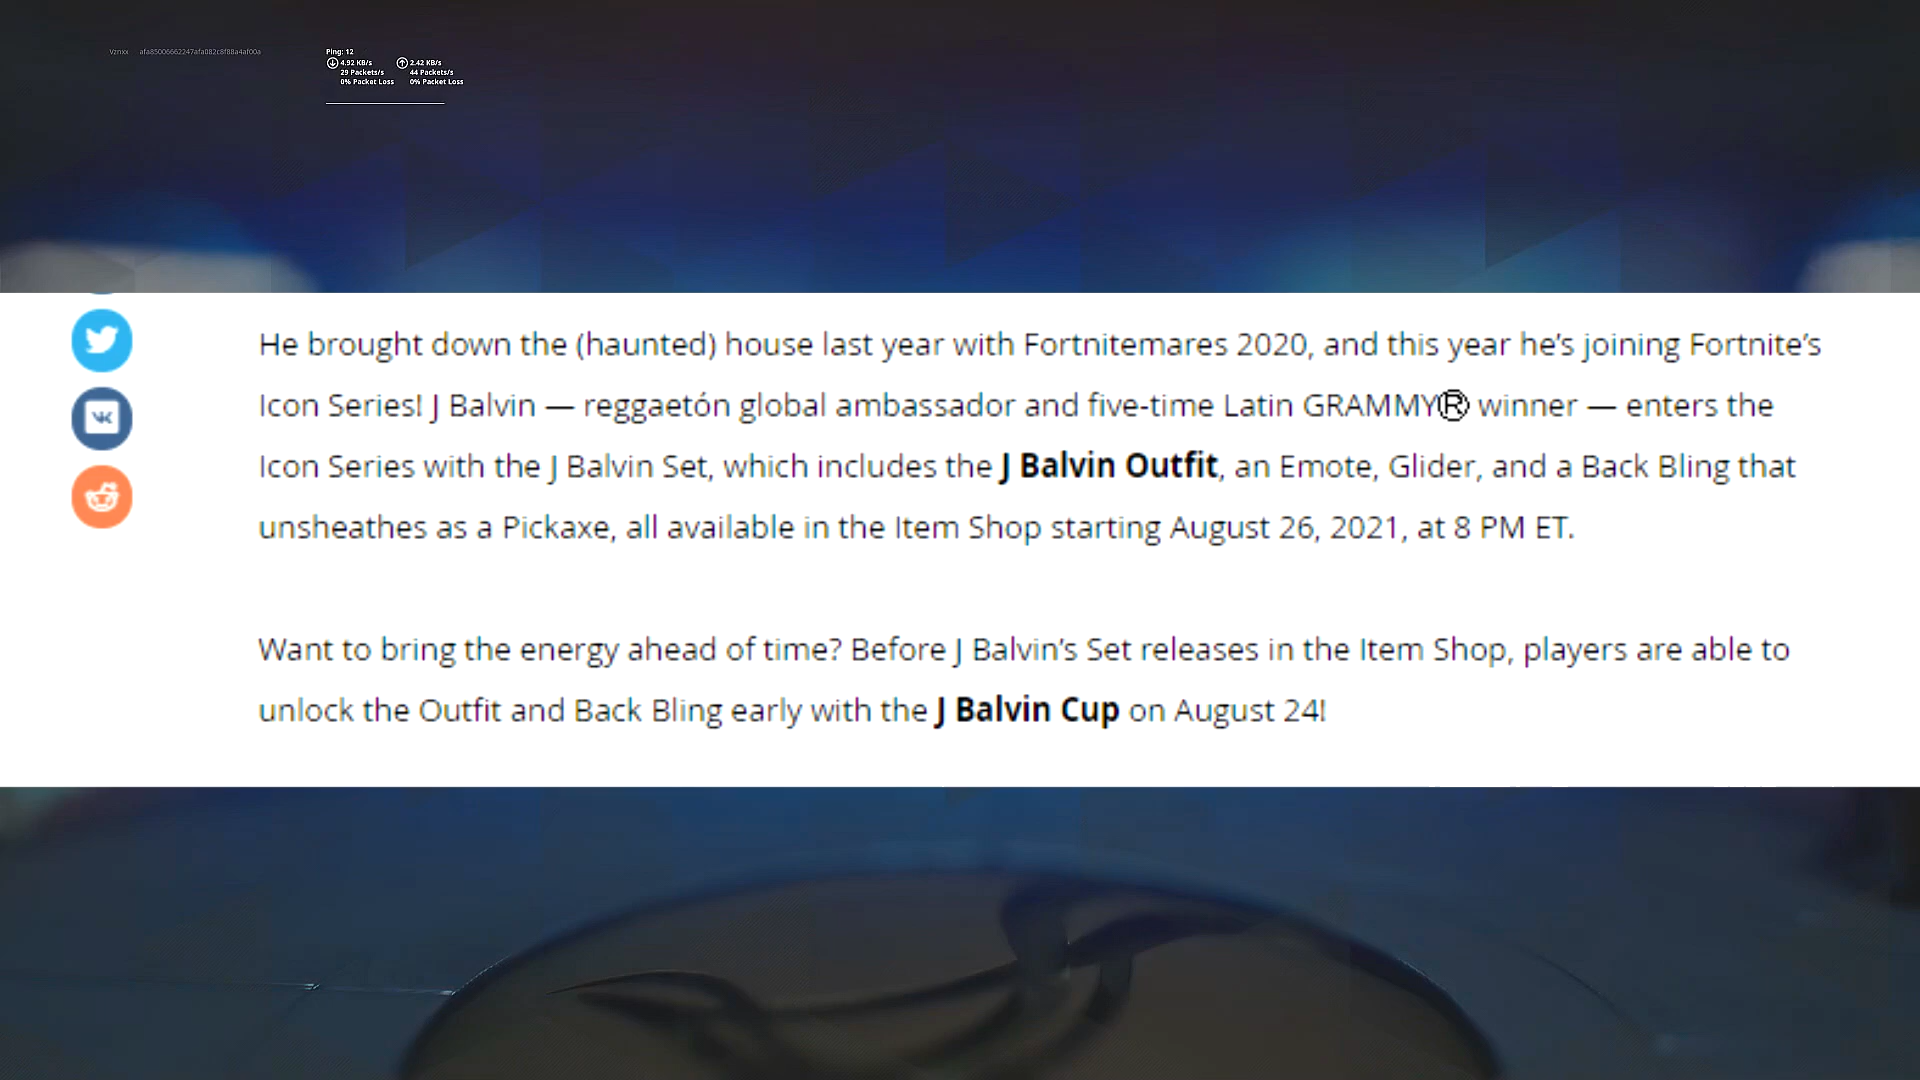 Vznxx
Ping: 12
4.92 KB/s 2.42 KB/s
29 Packets/s 44 Packets/s
0% Packet Loss 0% Packet Loss
He brought down the (haunted) house last year with Fortnitemares 2020, and this year he’s joining Fortnite’s
Icon Series! J Balvin — reggaetón global ambassador and five-time Latin GRAMMY® winner — enters the
Icon Series with the J Balvin Set, which includes the J Balvin Outfit, an Emote, Glider, and a Back Bling that
unsheathes as a Pickaxe, all available in the Item Shop starting August 26, 2021, at 8 PM ET.
Want to bring the energy ahead of time? Before J Balvin’s Set releases in the Item Shop, players are able to
unlock the Outfit and Back Bling early with the J Balvin Cup on August 24!